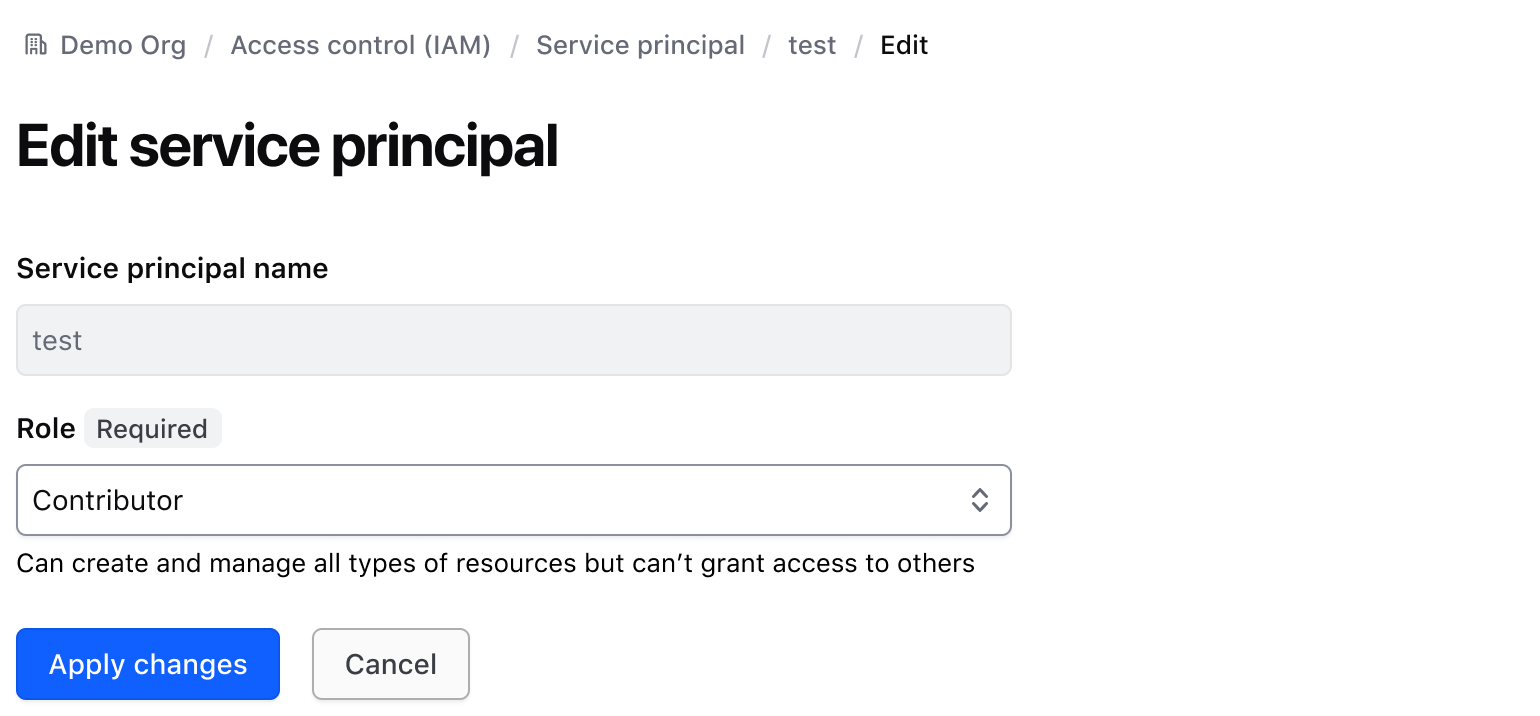 Demo Org / Access control (IAM) / Service principal / test / Edit
Edit service principal
Service principal name
test
Role Required
Contributor
Can create and manage all types of resources but can’t grant access to others
Apply changes Cancel